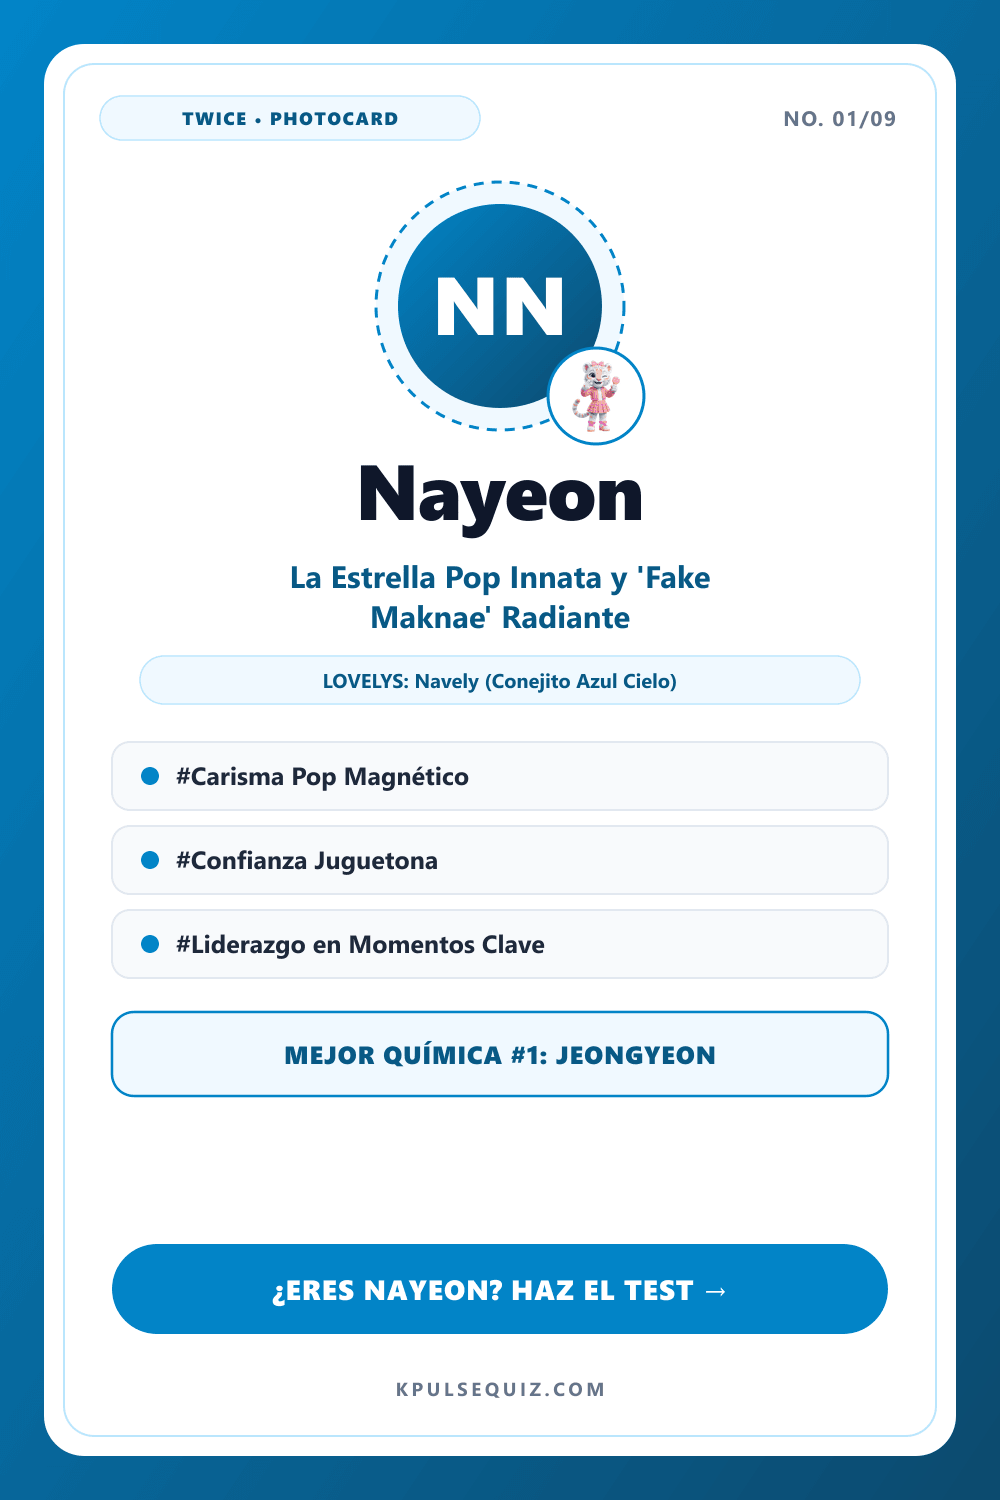 TWICE • PHOTOCARD
NO. 01/09
NN
Nayeon
La Estrella Pop Innata y 'Fake
Maknae' Radiante
LOVELYS: Navely (Conejito Azul Cielo)
#Carisma Pop Magnético
#Confianza Juguetona
#Liderazgo en Momentos Clave
MEJOR QUÍMICA #1: JEONGYEON
¿ERES NAYEON? HAZ EL TEST →
KPULSEQUIZ.COM